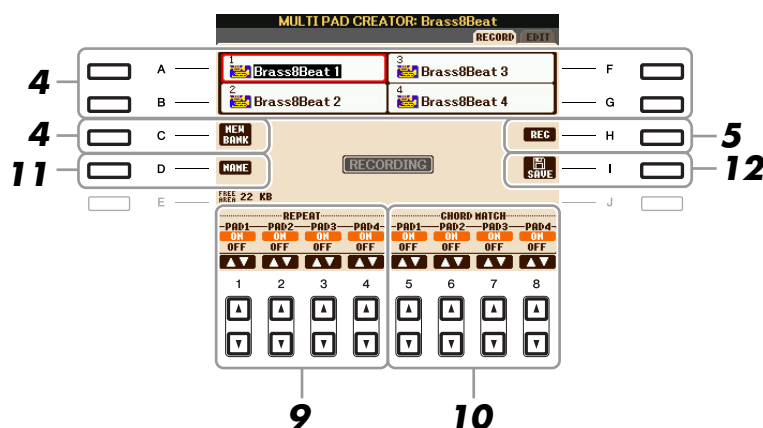 MULTI PAD CREATOR: Brass8Beat
RECORD EDIT
1 Brass8Beat 1
3 Brass8Beat 3
2 Brass8Beat 2
4 Brass8Beat 4
4
A
F
B
G
4
C
NEW BANK
REC
H
5
11
D
NAME
RECORDING
SAVE
I
12
E
FREE AREA 22 KB
J
REPEAT
CHORD MATCH
PAD1 PAD2 PAD3 PAD4 PAD1 PAD2 PAD3 PAD4
ON ON ON ON ON ON ON ON
OFF OFF OFF OFF OFF OFF OFF OFF
1 2 3 4 5 6 7 8
9
10